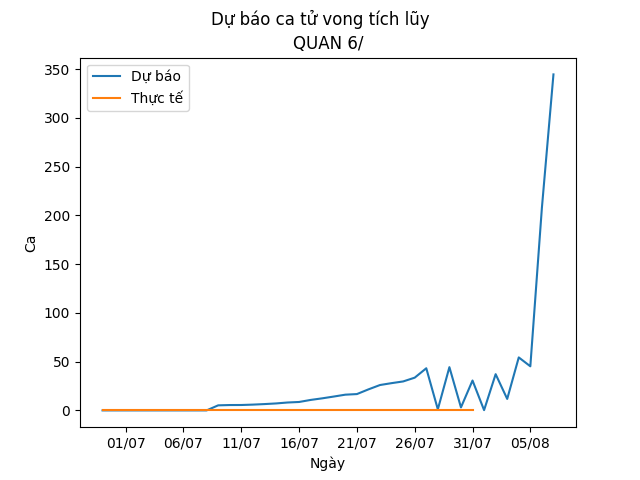 Dự báo ca tử vong tích lũy
QUAN 6/
Dự báo
Thực tế
350
300
250
200
150
100
50
0
Ca
01/07 06/07 11/07 16/07 21/07 26/07 31/07 05/08
Ngày